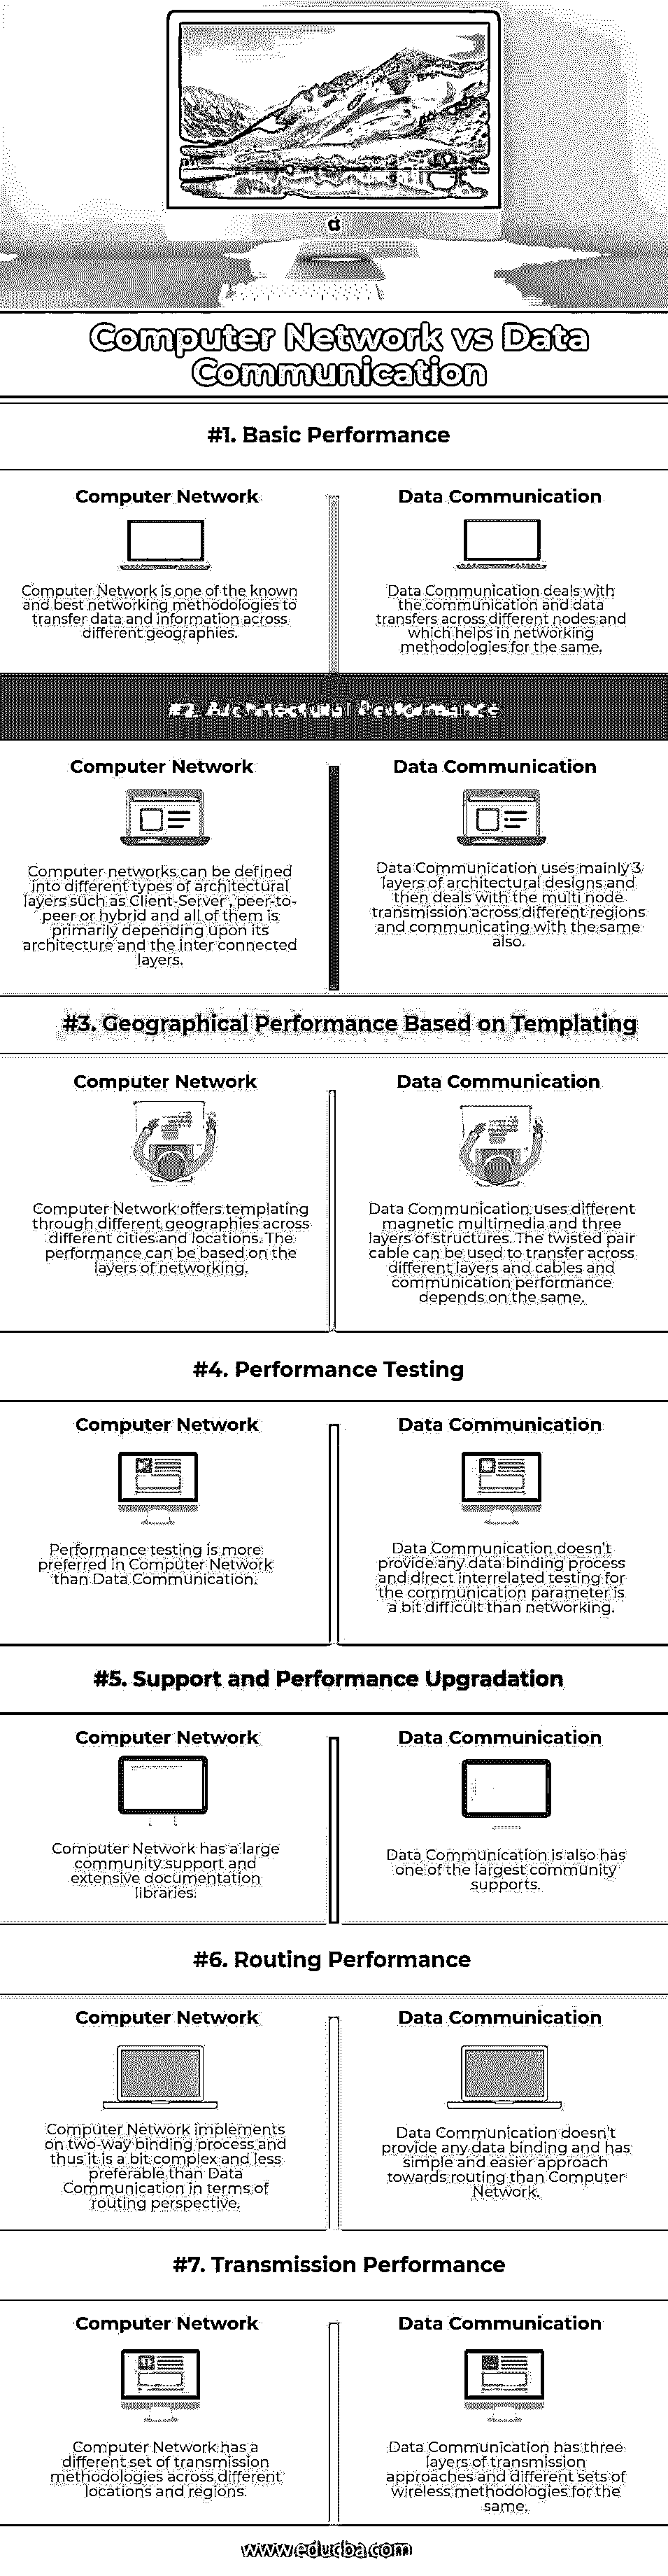 Computer Network vs Data
Communication
#1. Basic Performance
Computer Network
Computer Network is one of the known
and best networking methodologies to
transfer data and information across
different geographies.
Data Communication
Data Communication deals with
the communication and data
transfers across different nodes and
which helps in networking
methodologies for the same.
#2. Architectural Performance
Computer Network
Computer networks can be defined
into different types of architectural
layers such as Client-Server, peer-to-
peer or hybrid and all of them is
primarily depending upon its
architecture and the inter connected
layers.
Data Communication
Data Communication uses mainly 3
layers of architectural designs and
then deals with the multi node
transmission across different regions
and communicating with the same
also.
#3. Geographical Performance Based on Templating
Computer Network
Computer Network offers templating
through different geographies across
different cities and locations. The
performance can be based on the
layers of networking.
Data Communication
Data Communication uses different
magnetic multimedia and three
layers of structures. The twisted pair
cable can be used to transfer across
different layers and cables and
communication performance
depends on the same.
#4. Performance Testing
Computer Network
Performance testing is more
preferred in Computer Network
than Data Communication.
Data Communication
Data Communication doesn't
provide any data binding process
and direct interrelated testing for
the communication parameter is
a bit difficult than networking.
#5. Support and Performance Upgradation
Computer Network
Computer Network has a large
community support and
extensive documentation
libraries.
Data Communication
Data Communication is also has
one of the largest community
supports.
#6. Routing Performance
Computer Network
Computer Network implements
on two-way binding process and
thus it is a bit complex and less
preferable than Data
Communication in terms of
routing perspective.
Data Communication
Data Communication doesn't
provide any data binding and has
simple and easier approach
towards routing than Computer
Network.
#7. Transmission Performance
Computer Network
Computer Network has a
different set of transmission
methodologies across different
locations and regions.
Data Communication
Data Communication has three
layers of transmission
approaches and different sets of
wireless methodologies for the
same.
www.educba.com